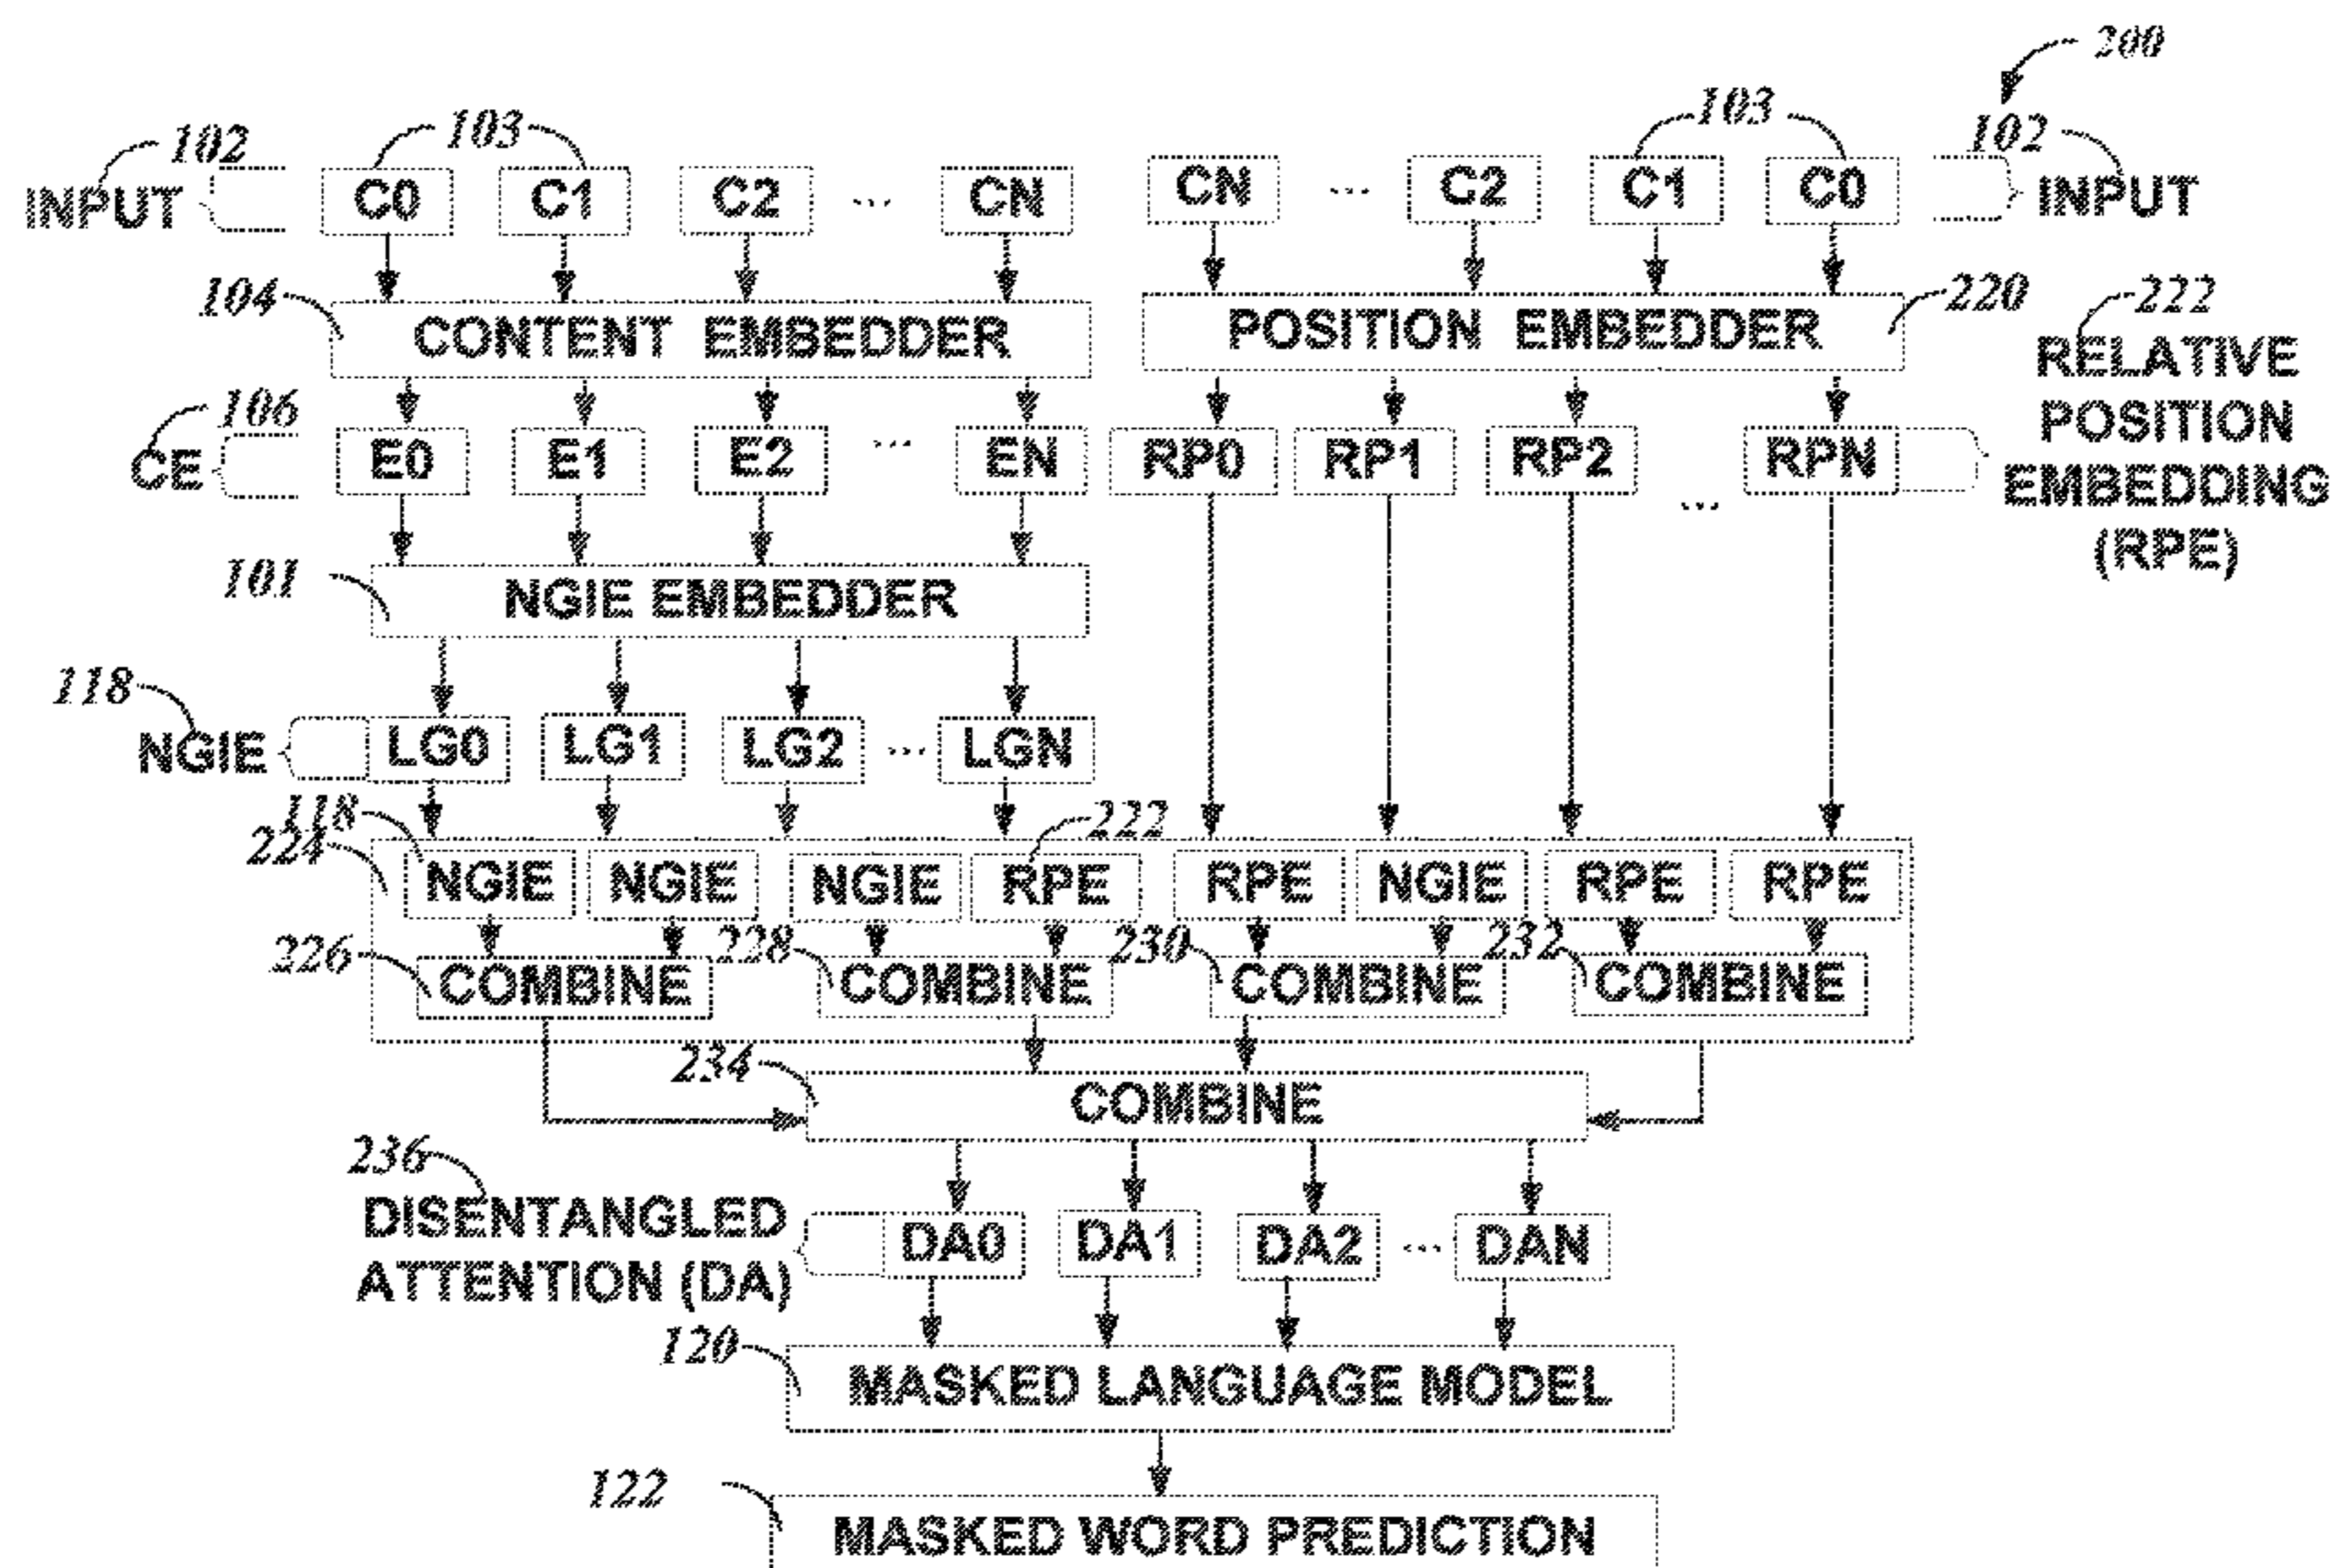 200
102 103 103 102
INPUT C0 C1 C2 ... CN CN ... C2 C1 C0 INPUT
104 CONTENT EMBEDDER POSITION EMBEDDER 220 222
RELATIVE
POSITION
EMBEDDING
(RPE)
106
CE E0 E1 E2 ... EN RP0 RP1 RP2 ... RPN
101 NGIE EMBEDDER
118
NGIE LG0 LG1 LG2 ... LGN
118 222
224
NGIE NGIE NGIE RPE RPE NGIE RPE RPE
226 228 230 232
COMBINE COMBINE COMBINE COMBINE
234 COMBINE
236
DISENTANGLED
ATTENTION (DA)
DA0 DA1 DA2 ... DAN
120 MASKED LANGUAGE MODEL
122 MASKED WORD PREDICTION